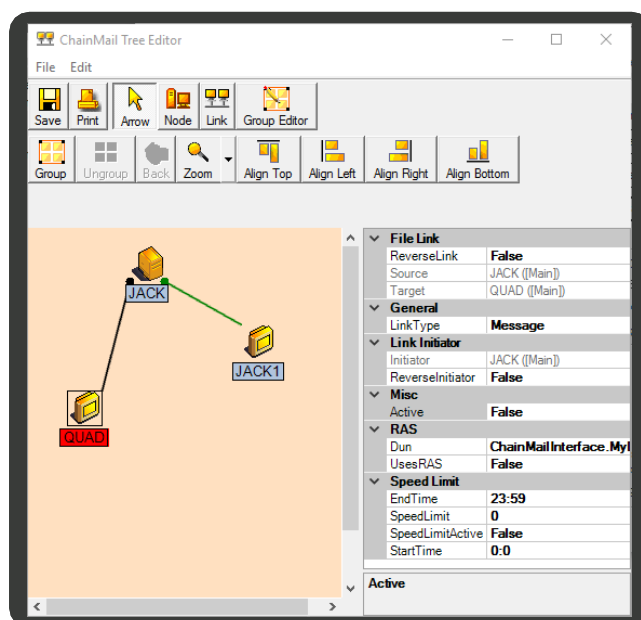 ChainMail Tree Editor
File Edit
Save Print Arrow Node Link Group Editor
Group Ungroup Back Zoom Align Top Align Left Align Right Align Bottom
JACK
JACK1
QUAD
File Link
ReverseLink False
Source JACK ([Main])
Target QUAD ([Main])
General
LinkType Message
Link Initiator
Initiator JACK ([Main])
ReverseInitiator False
Misc
Active False
RAS
Dun ChainMailInterface.MyI
UsesRAS False
Speed Limit
EndTime 23:59
SpeedLimit 0
SpeedLimitActive False
StartTime 0:0
Active